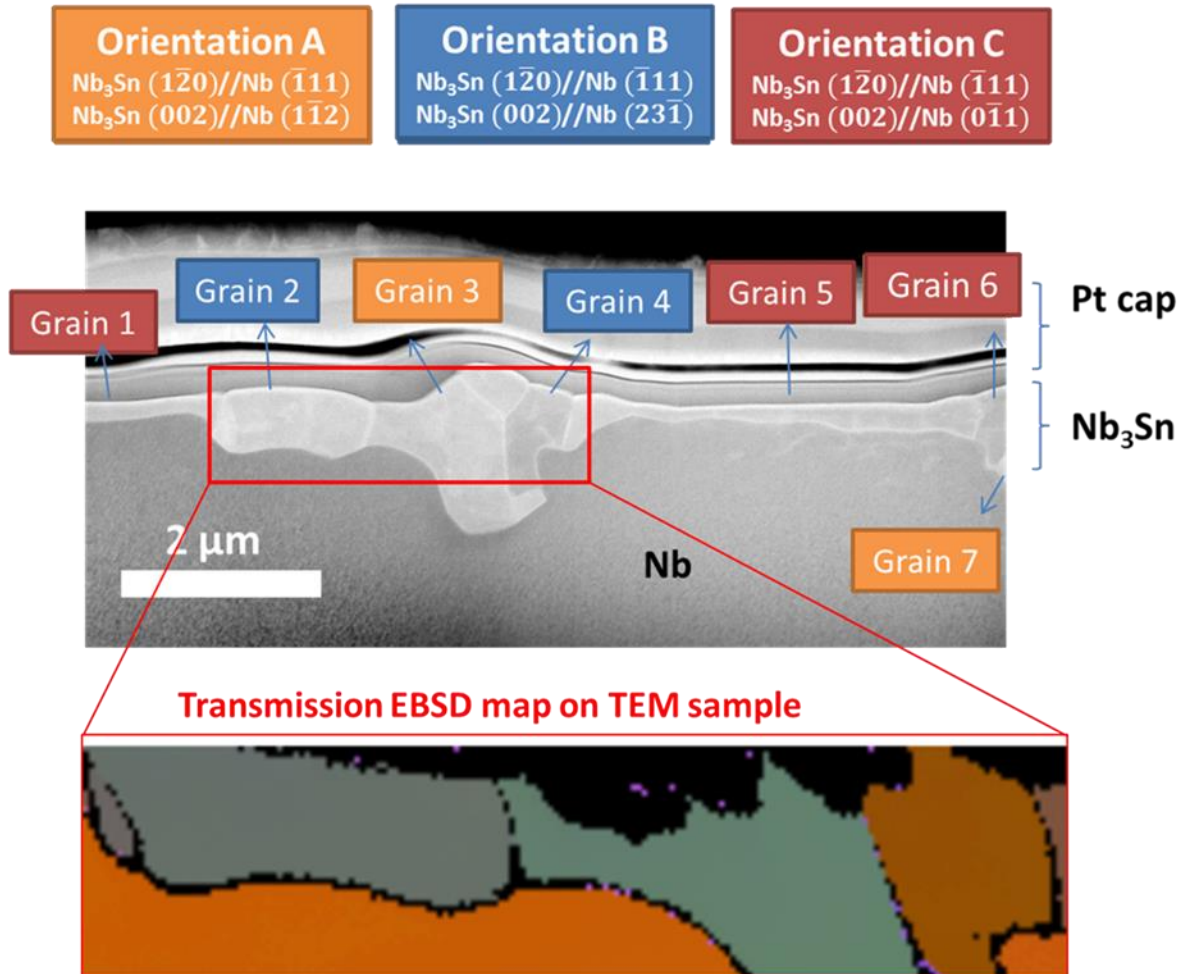 Orientation A
Nb₃Sn (1̄2̄0)//Nb (1̄11)
Nb₃Sn (002)//Nb (11̄2)
Orientation B
Nb₃Sn (12̄0)//Nb (1̄11)
Nb₃Sn (002)//Nb (231̄)
Orientation C
Nb₃Sn (12̄0)//Nb (1̄11)
Nb₃Sn (002)//Nb (01̄1)
Grain 1
Grain 2
Grain 3
Grain 4
Grain 5
Grain 6
Pt cap
Nb₃Sn
2 μm
Nb
Grain 7
Transmission EBSD map on TEM sample